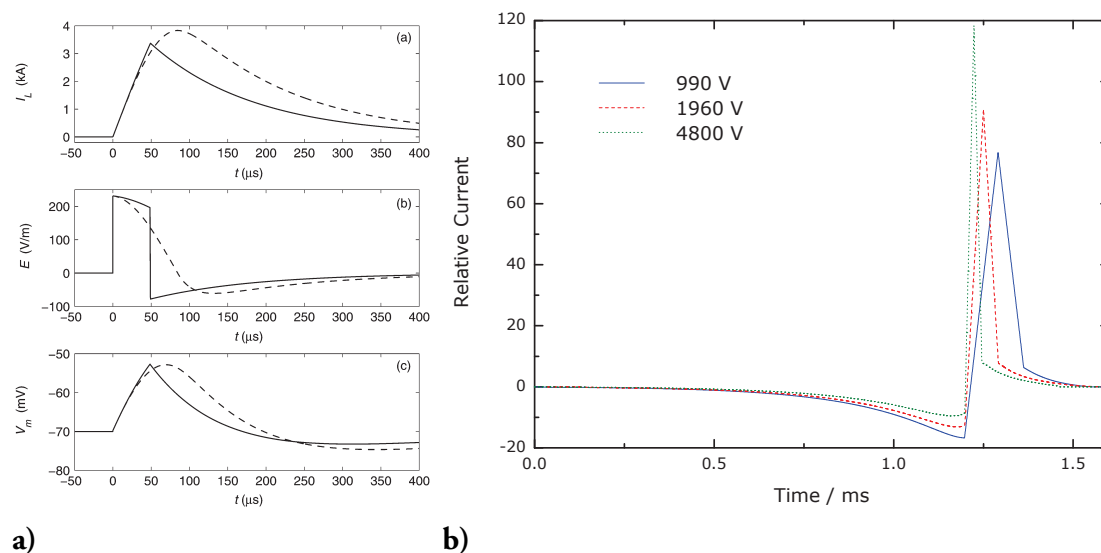 (a)
I_L (kA)
4
3
2
1
0
−50 0 50 100 150 200 250 300 350 400
t (μs)
(b)
E (V/m)
200
100
0
−100
−50 0 50 100 150 200 250 300 350 400
t (μs)
(c)
V_m (mV)
−50
−60
−70
−80
−50 0 50 100 150 200 250 300 350 400
t (μs)
a)
Relative Current
120
100
80
60
40
20
0
-20
990 V
1960 V
4800 V
0.0 0.5 1.0 1.5
Time / ms
b)